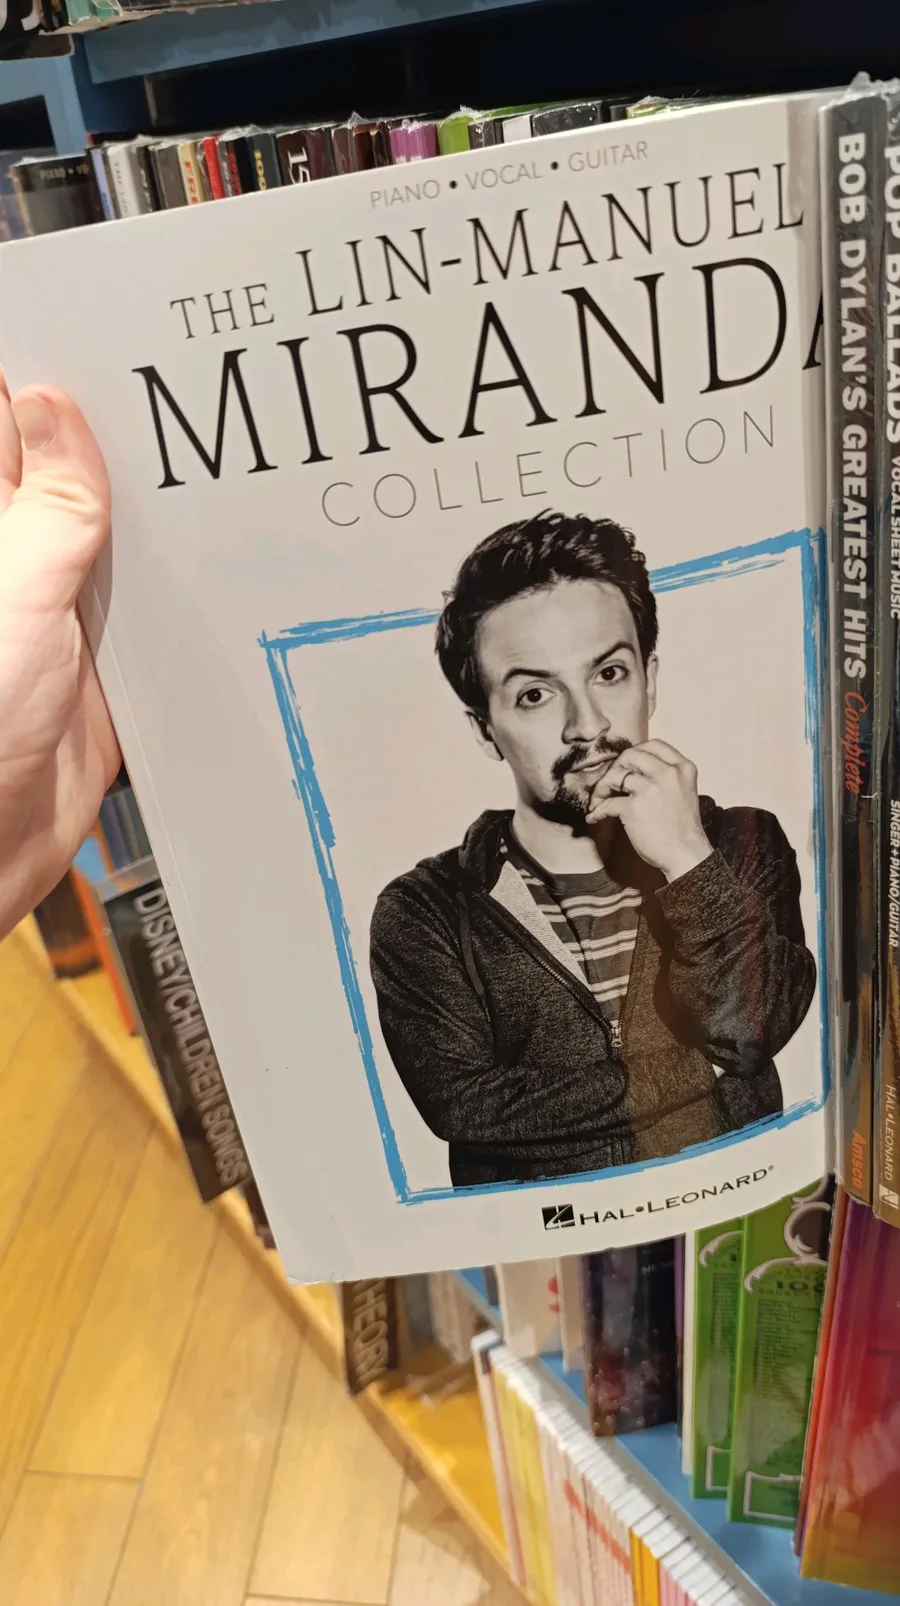 PIANO • VOCAL • GUITAR
THE LIN-MANUEL
MIRANDA
COLLECTION
HAL•LEONARD®
BOB DYLAN'S GREATEST HITS Complete
Amsco
POP BALLADS VOCAL SHEET MUSIC
SINGER+PIANO/GUITAR
HAL•LEONARD
DISNEY/CHILDREN SONGS
THEORY